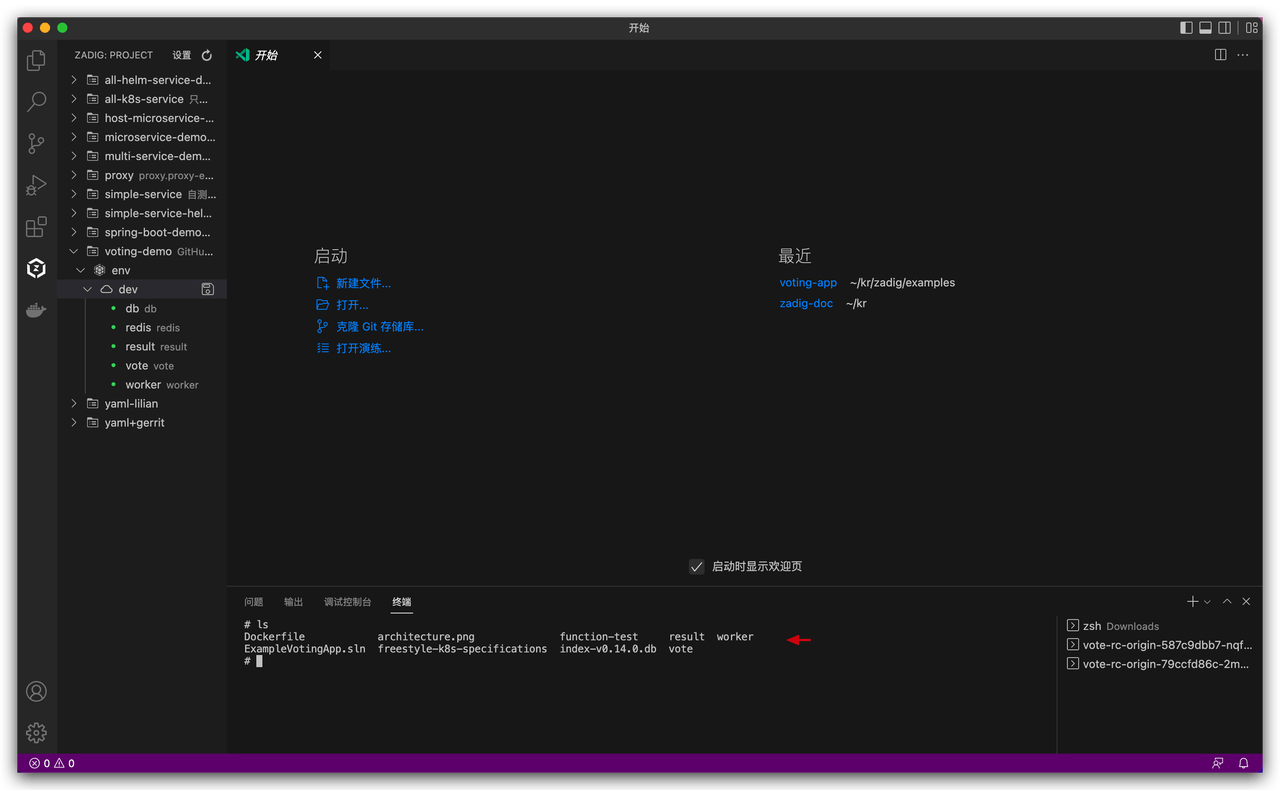 开始
ZADIG: PROJECT 设置
all-helm-service-d...
all-k8s-service 只...
host-microservice-...
microservice-demo...
multi-service-dem...
proxy proxy.proxy-e...
simple-service 自测...
simple-service-hel...
spring-boot-demo...
voting-demo GitHu...
env
dev
db db
redis redis
result result
vote vote
worker worker
yaml-lilian
yaml+gerrit
开始
启动
新建文件...
打开...
克隆 Git 存储库...
打开演练...
最近
voting-app ~/kr/zadig/examples
zadig-doc ~/kr
启动时显示欢迎页
问题 输出 调试控制台 终端
# ls
Dockerfile architecture.png function-test result worker
ExampleVotingApp.sln freestyle-k8s-specifications index-v0.14.0.db vote
#
zsh Downloads
vote-rc-origin-587c9dbb7-nqf...
vote-rc-origin-79ccfd86c-2m...
0 0